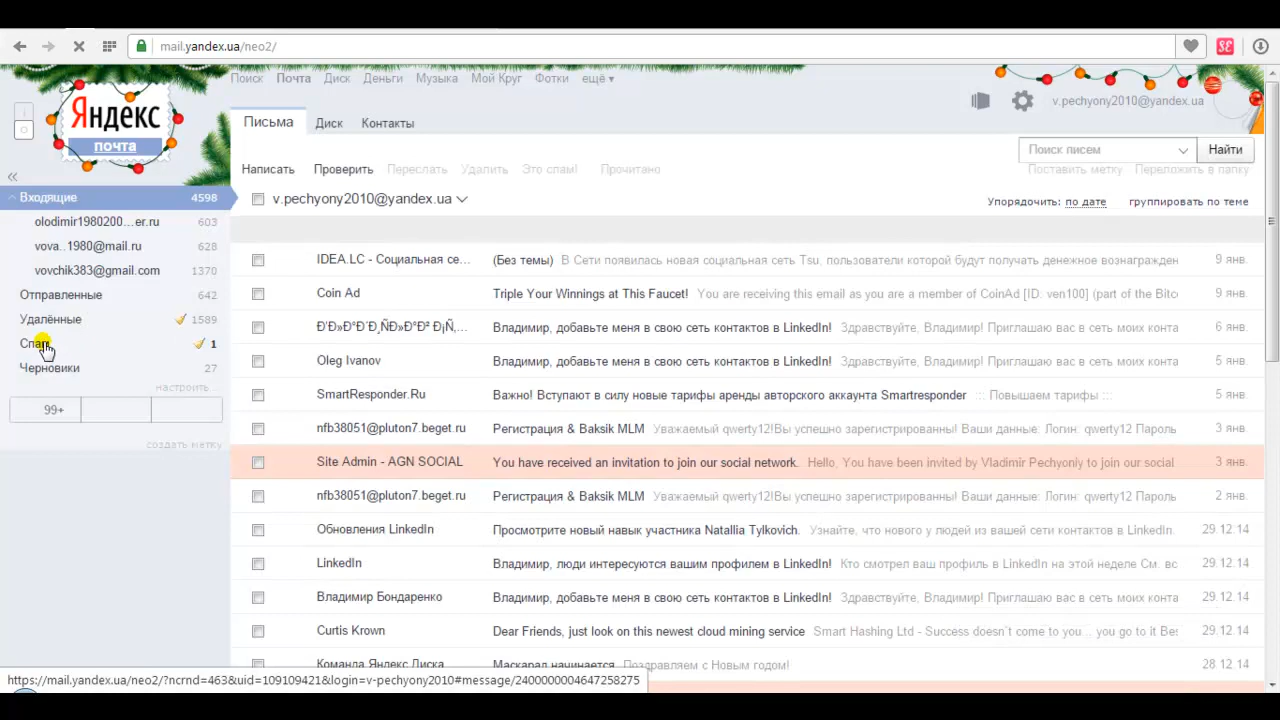 mail.yandex.ua/neo2/
Яндекс
почта
Поиск Почта Диск Деньги Музыка Мой Круг Фотки ещё
v.pechyony2010@yandex.ua
Письма Диск Контакты
Поиск писем Найти
Написать Проверить Переслать Удалить Это спам! Прочитано Поставить метку Переложить в папку
v.pechyony2010@yandex.ua
Упорядочить: по дате группировать по теме
Входящие 4598
olodimir1980200...er.ru 603
vova..1980@mail.ru 628
vovchik383@gmail.com 1370
Отправленные 642
Удалённые 1589
1
Черновики 27
настроить...
99+
создать метку
IDEA.LC - Социальная се... (Без темы) В Сети появилась новая социальная сеть Tsu, пользователи которой будут получать денежное вознагражден 9 янв.
Coin Ad Triple Your Winnings at This Faucet! You are receiving this email as you are a member of CoinAd [ID: ven100] (part of the Bitc 9 янв.
Владимир, добавьте меня в свою сеть контактов в LinkedIn! Здравствуйте, Владимир! Приглашаю вас в сеть моих конта 6 янв.
Oleg Ivanov Владимир, добавьте меня в свою сеть контактов в LinkedIn! Здравствуйте, Владимир! Приглашаю вас в сеть моих конта 5 янв.
SmartResponder.Ru Важно! Вступают в силу новые тарифы аренды авторского аккаунта Smartresponder ::: Повышаем тарифы ::: 5 янв.
nfb38051@pluton7.beget.ru Регистрация & Baksik MLM Уважаемый qwerty12!Вы успешно зарегистрированны! Ваши данные: Логин: qwerty12 Пароль 3 янв.
Site Admin - AGN SOCIAL You have received an invitation to join our social network. Hello, You have been invited by Vladimir Pechyoniy to join our social 3 янв.
nfb38051@pluton7.beget.ru Регистрация & Baksik MLM Уважаемый qwerty12!Вы успешно зарегистрированны! Ваши данные: Логин: qwerty12 Пароль 2 янв.
Обновления LinkedIn Просмотрите новый навык участника Natallia Tylkovich. Узнайте, что нового у людей из вашей сети контактов в LinkedIn. 29.12.14
LinkedIn Владимир, люди интересуются вашим профилем в LinkedIn! Кто смотрел ваш профиль в LinkedIn на этой неделе См. вс 29.12.14
Владимир Бондаренко Владимир, добавьте меня в свою сеть контактов в LinkedIn! Здравствуйте, Владимир! Приглашаю вас в сеть моих конта 29.12.14
Curtis Krown Dear Friends, just look on this newest cloud mining service Smart Hashing Ltd - Success doesn`t come to you... you go to it Bes 29.12.14
Команда Яндекс.Диска Маскарад начинается Поздравляем с Новым годом! 28.12.14
https://mail.yandex.ua/neo2/?ncrnd=463&uid=109109421&login=v-pechyony2010#message/2400000004647258275